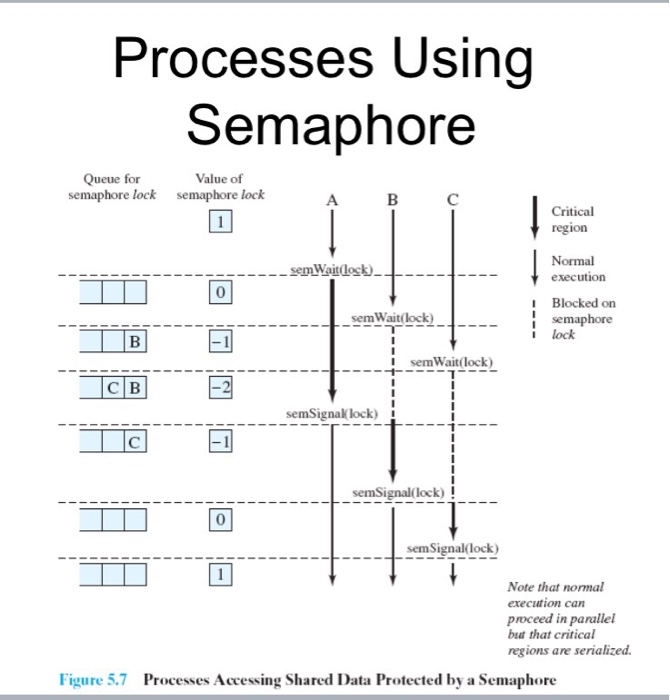 Processes Using
Semaphore
Queue for
semaphore lock
Value of
semaphore lock
A B C
1
Critical
region
Normal
execution
semWait(lock)
0
Blocked on
semaphore
lock
semWait(lock)
B -1
semWait(lock)
C B -2
semSignal(lock)
C -1
semSignal(lock)
0
semSignal(lock)
1
Note that normal
execution can
proceed in parallel
but that critical
regions are serialized.
Figure 5.7 Processes Accessing Shared Data Protected by a Semaphore